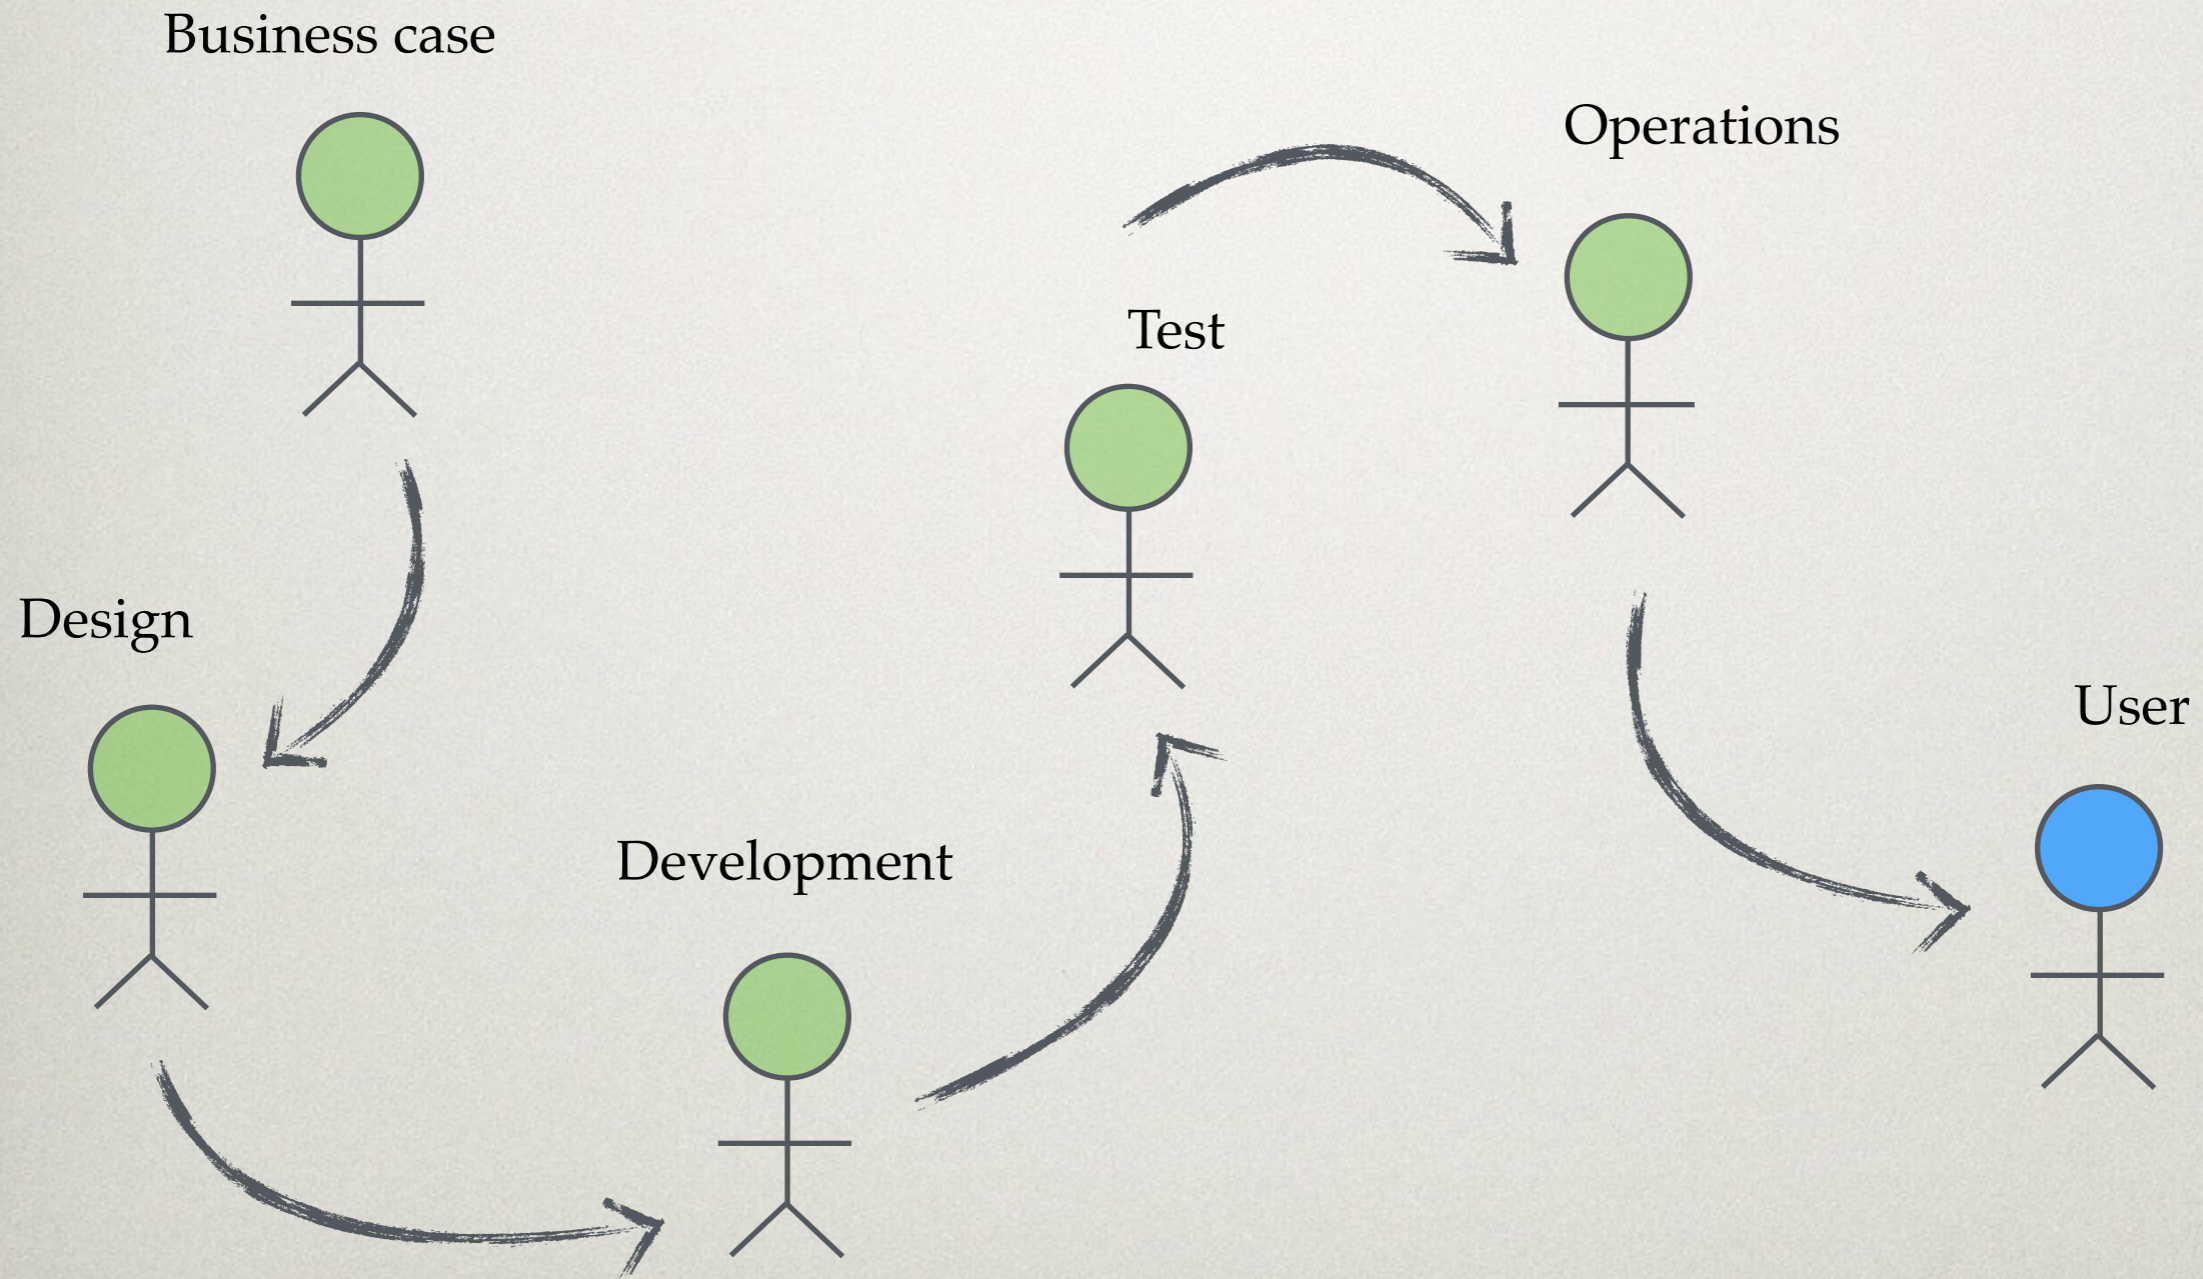 Business case
Operations
Test
Design
User
Development